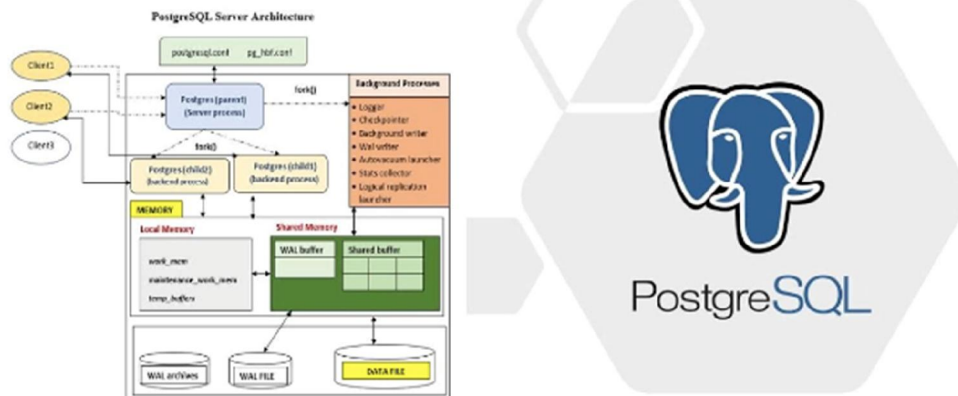 PostgreSQL Server Architecture
postgresql.conf pg_hbf.conf
Client1
Client2
Client3
Postgres (parent)
(Server process)
fork()
Background Processes
Logger
Checkpointer
Background writer
Wal writer
Autovacuum launcher
Stats collector
Logical replication
launcher
fork()
Postgres (child2)
(backend process)
Postgres (child1)
(backend process)
MEMORY
Local Memory
work_mem
maintenance_work_mem
temp_buffers
Shared Memory
WAL buffer
Shared buffer
WAL archives
WAL FILE
DATA FILE
PostgreSQL